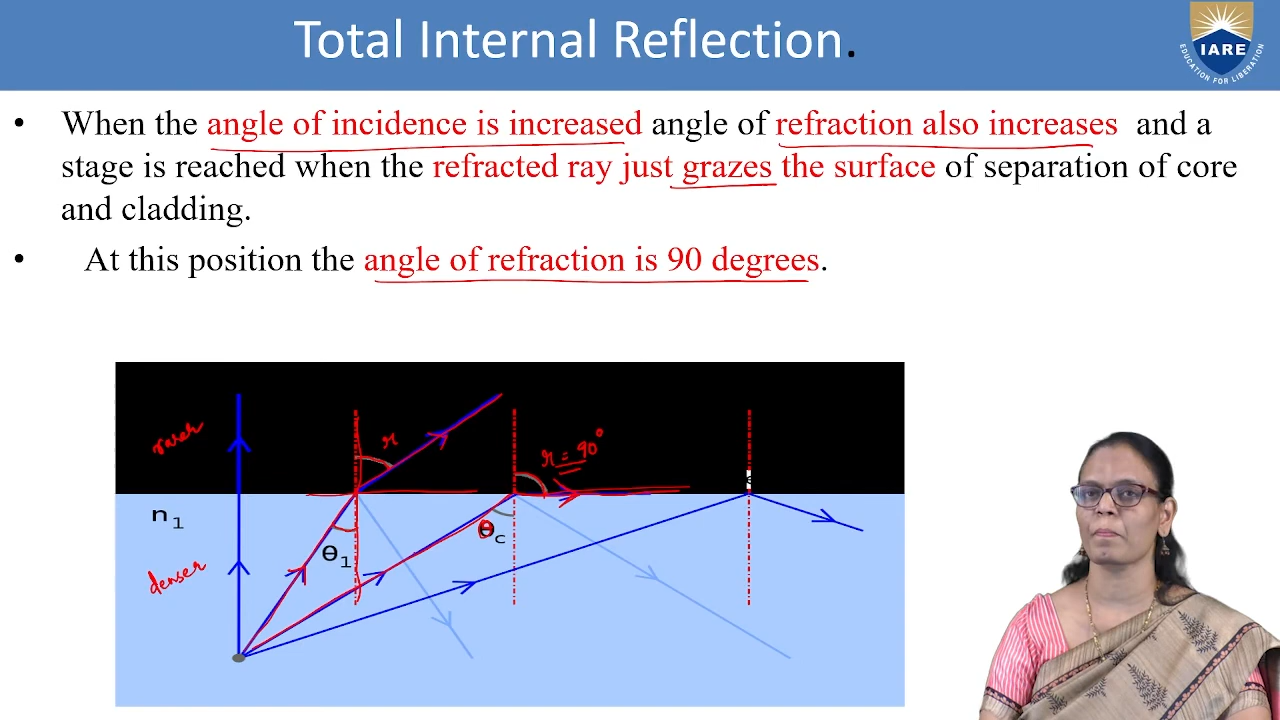 Total Internal Reflection.
IARE
EDUCATION FOR LIBERATION
• When the angle of incidence is increased angle of refraction also increases and a
stage is reached when the refracted ray just grazes the surface of separation of core
and cladding.
• At this position the angle of refraction is 90 degrees.
rarer
r
r = 90°
n1
θc
θ1
denser